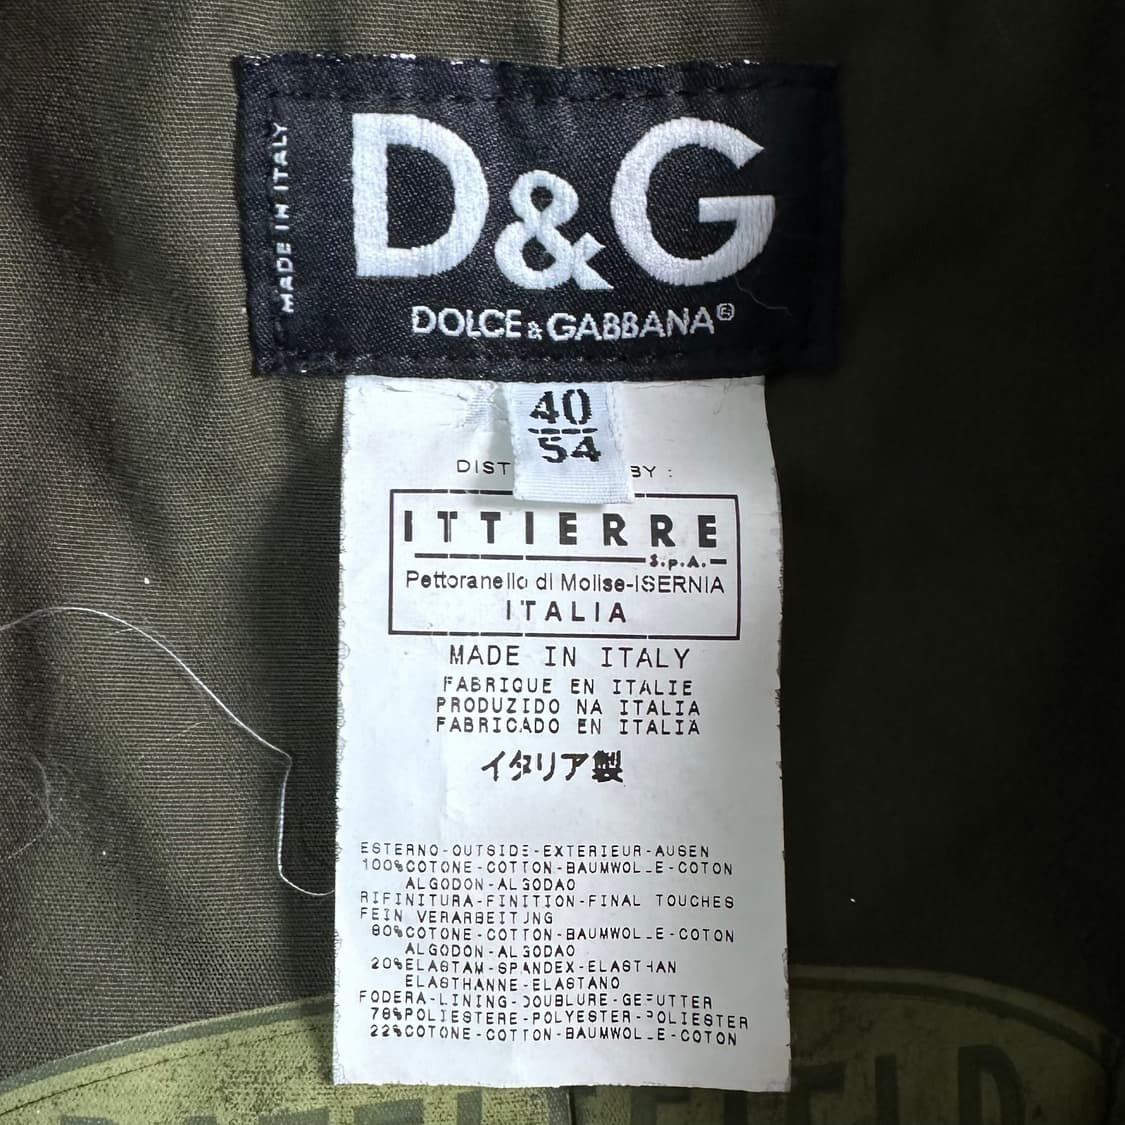 MADE IN ITALY
D&G
DOLCE & GABBANA®
40
54
DIST BY :
ITTIERRE
S.p.A.
Pettoranello di Molise-ISERNIA
ITALIA
MADE IN ITALY
FABRIQUE EN ITALIE
PRODUZIDO NA ITALIA
FABRICADO EN ITALIA
イタリア製
ESTERNO-OUTSIDE-EXTERIEUR-AUSEN
100%COTONE-COTTON-BAUMWOLLE-COTON
ALGODON-ALGODAO
RIFINITURA-FINITION-FINAL TOUCHES
FEIN VERARBEITUNG
80%COTONE-COTTON-BAUMWOLLE-COTON
ALGODON-ALGODAO
20%ELASTAM-SPANDEX-ELASTHAN
ELASTHANNE-ELASTANO
FODERA-LINING-DOUBLURE-GEFUTTER
78%POLIESTERE-POLYESTER-POLIESTER
22%COTONE-COTTON-BAUMWOLLE-COTON